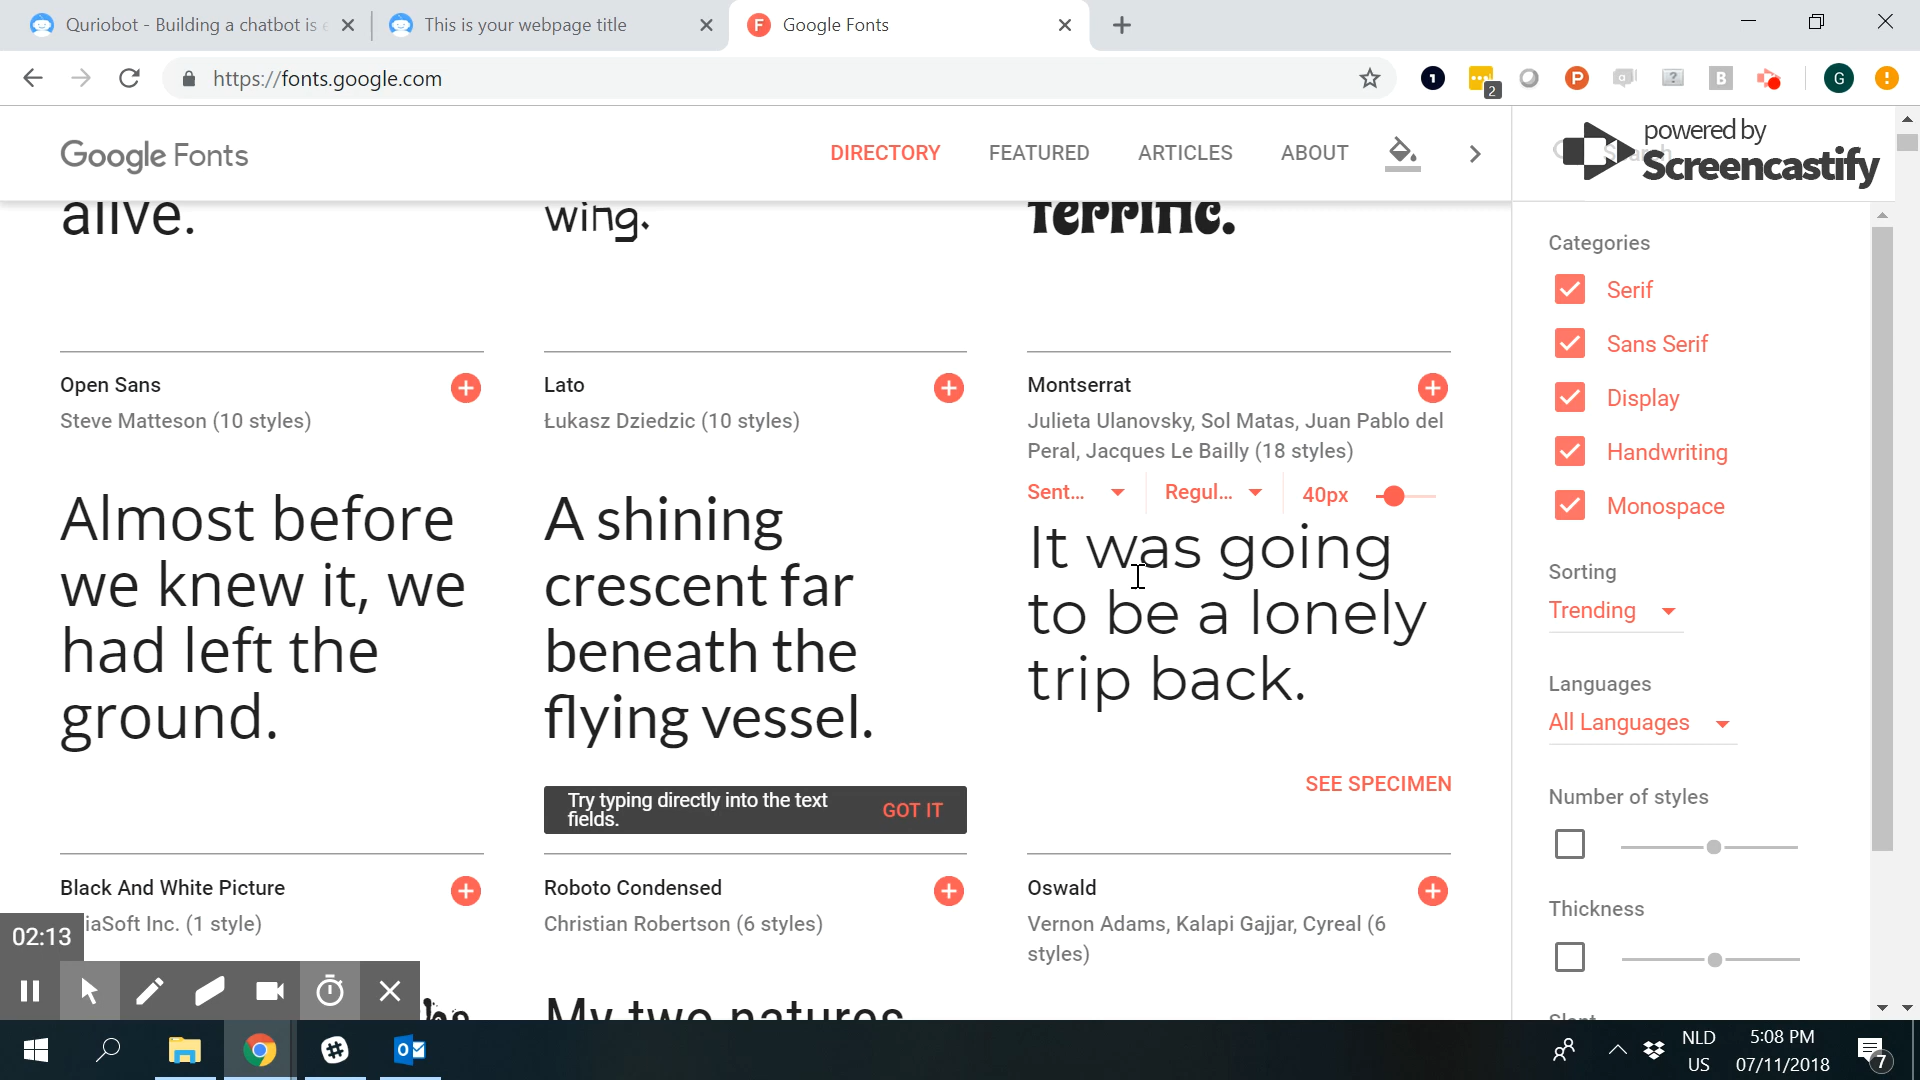 Quriobot - Building a chatbot is e
This is your webpage title
Google Fonts
https://fonts.google.com
2
G
Google Fonts
DIRECTORY
FEATURED
ARTICLES
ABOUT
powered by
Screencastify
alive.
wing.
terrific.
Categories
Serif
Sans Serif
Display
Handwriting
Monospace
Sorting
Trending
Languages
All Languages
Number of styles
Thickness
Open Sans
Steve Matteson (10 styles)
Almost before
we knew it, we
had left the
ground.
Lato
Łukasz Dziedzic (10 styles)
A shining
crescent far
beneath the
flying vessel.
Try typing directly into the text
fields.
GOT IT
Montserrat
Julieta Ulanovsky, Sol Matas, Juan Pablo del
Peral, Jacques Le Bailly (18 styles)
Sent...
Regul...
40px
It was going
to be a lonely
trip back.
SEE SPECIMEN
Black And White Picture
iaSoft Inc. (1 style)
Roboto Condensed
Christian Robertson (6 styles)
My two natures
Oswald
Vernon Adams, Kalapi Gajjar, Cyreal (6
styles)
02:13
NLD
US
5:08 PM
07/11/2018
7